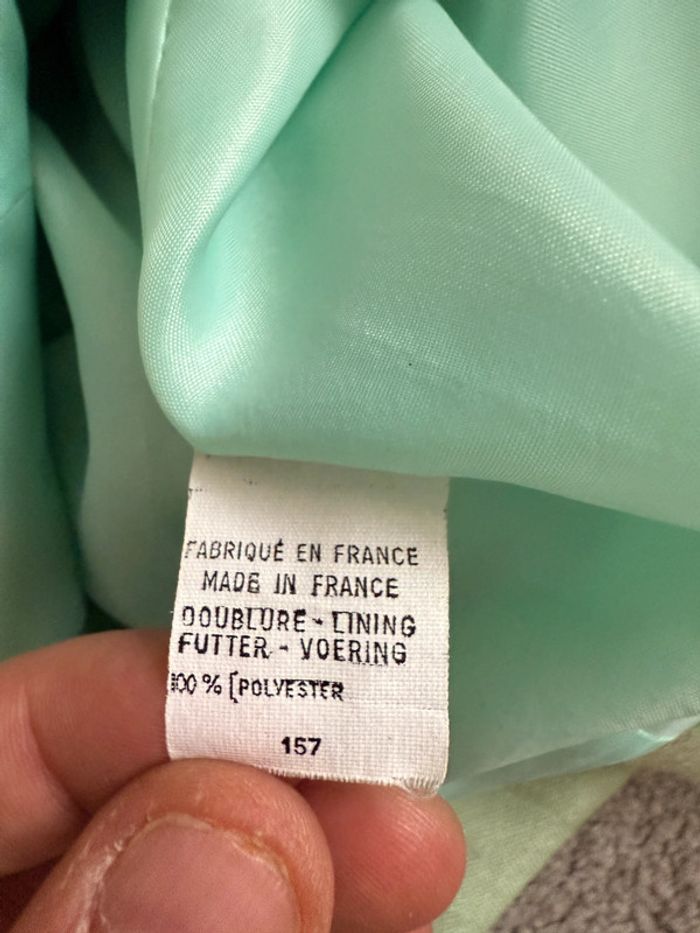 FABRIQUÉ EN FRANCE
MADE IN FRANCE
DOUBLURE - LINING
FUTTER - VOERING
100 % [POLYESTER
157